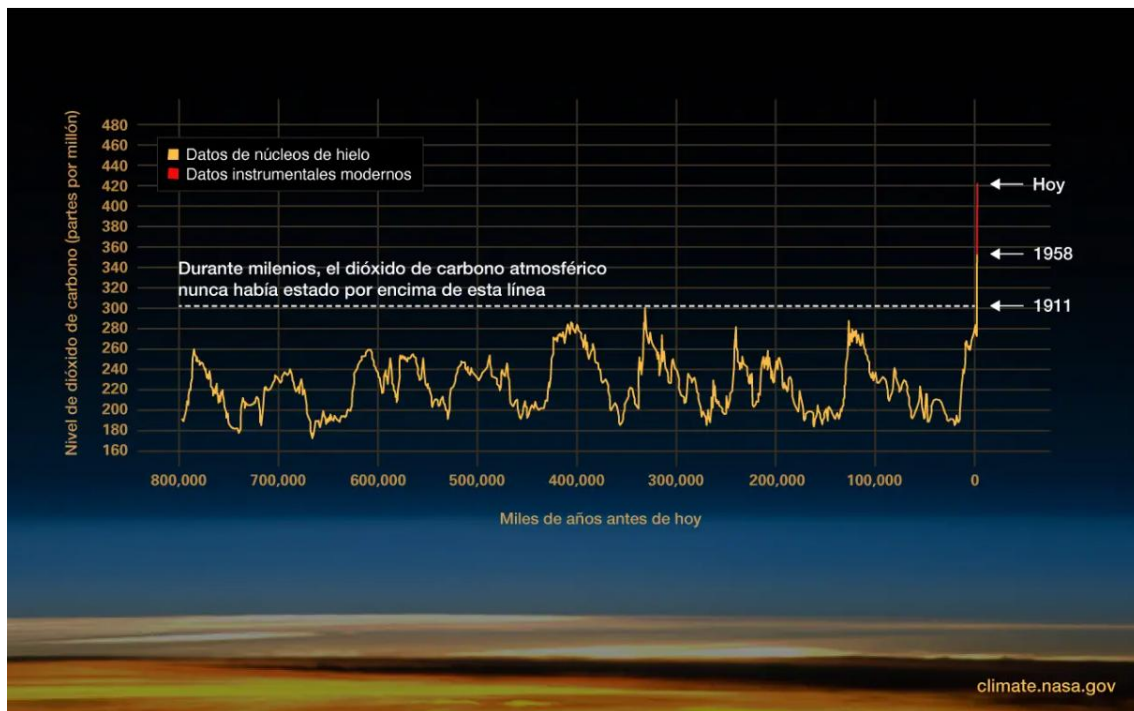 Nivel de dióxido de carbono (partes por millón)
480
460
440
420
400
380
360
340
320
300
280
260
240
220
200
180
160
Datos de núcleos de hielo
Datos instrumentales modernos
Durante milenios, el dióxido de carbono atmosférico
nunca había estado por encima de esta línea
Hoy
1958
1911
800,000 700,000 600,000 500,000 400,000 300,000 200,000 100,000 0
Miles de años antes de hoy
climate.nasa.gov